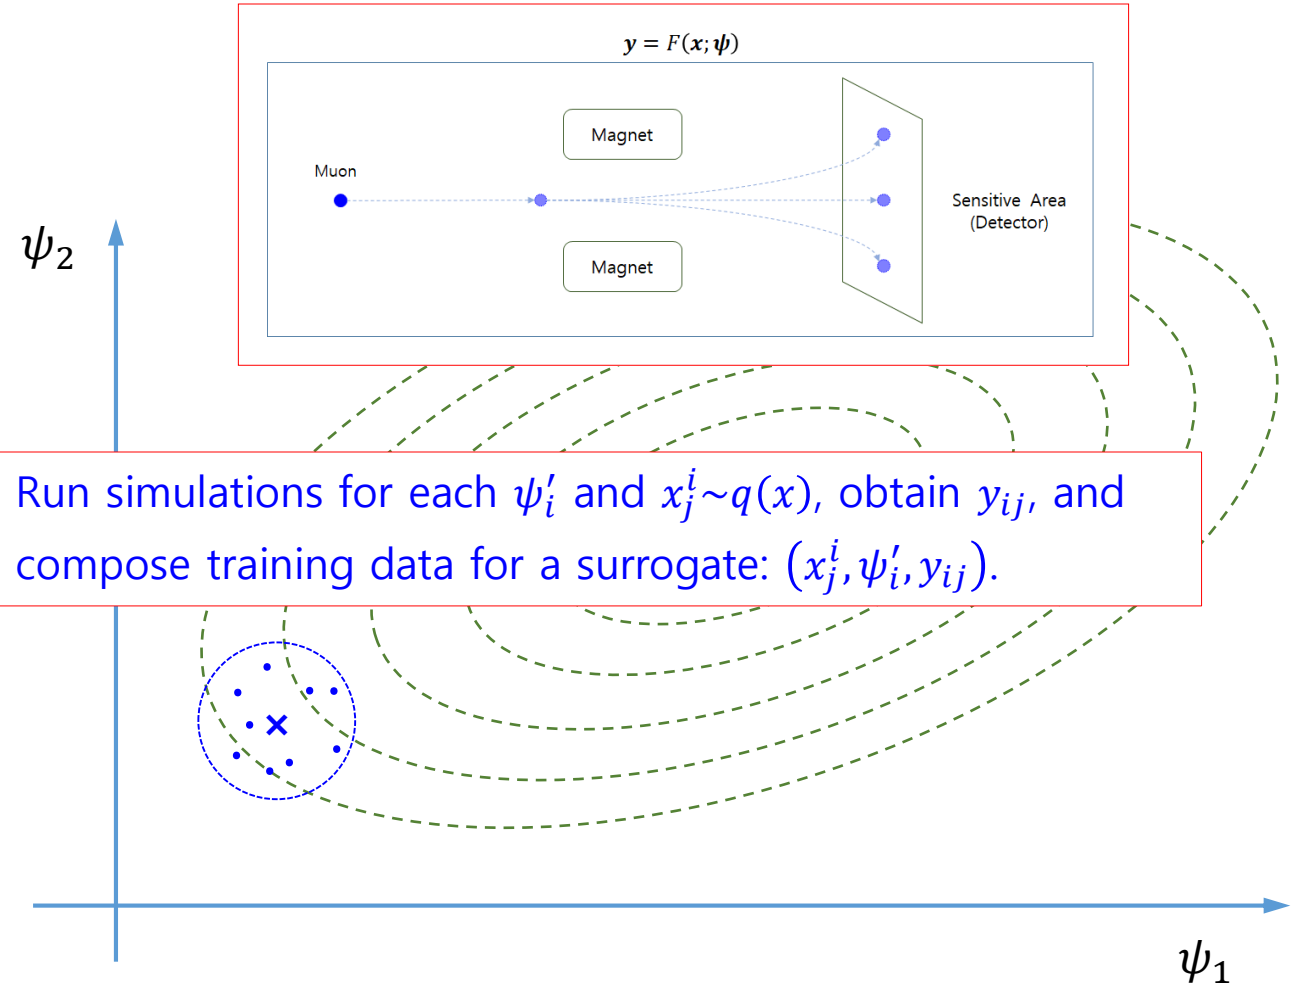 𝒚 = 𝐹(𝒙; 𝝍)
Magnet
Muon
Sensitive Area
(Detector)
Magnet
ψ₂
Run simulations for each ψ′ᵢ and xⁱⱼ~q(x), obtain yᵢⱼ, and
compose training data for a surrogate: (xⁱⱼ, ψ′ᵢ, yᵢⱼ).
ψ₁